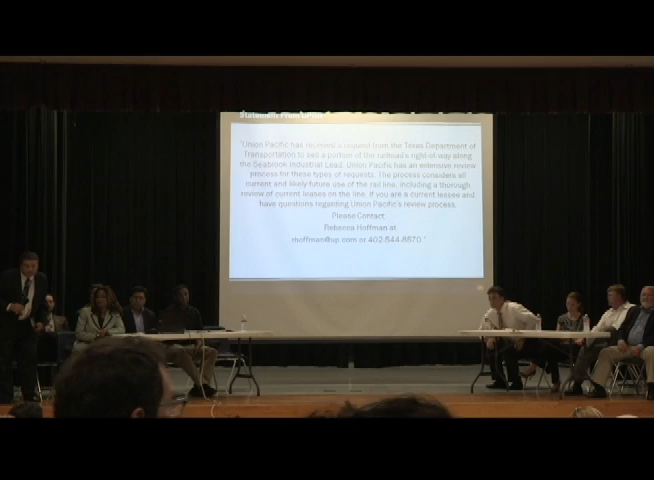 Statement From UPRR
"Union Pacific has received a request from the Texas Department of
Transportation to sell a portion of the railroad's right-of-way along
the Seabrook Industrial Lead. Union Pacific has an extensive review
process for these types of requests. The process considers all
current and likely future use of the rail line, including a thorough
review of current leases on the line. If you are a current lessee and
have questions regarding Union Pacific's review process,
Please Contact:
Rebecca Hoffman at
rhoffman@up.com or 402-544-8670."